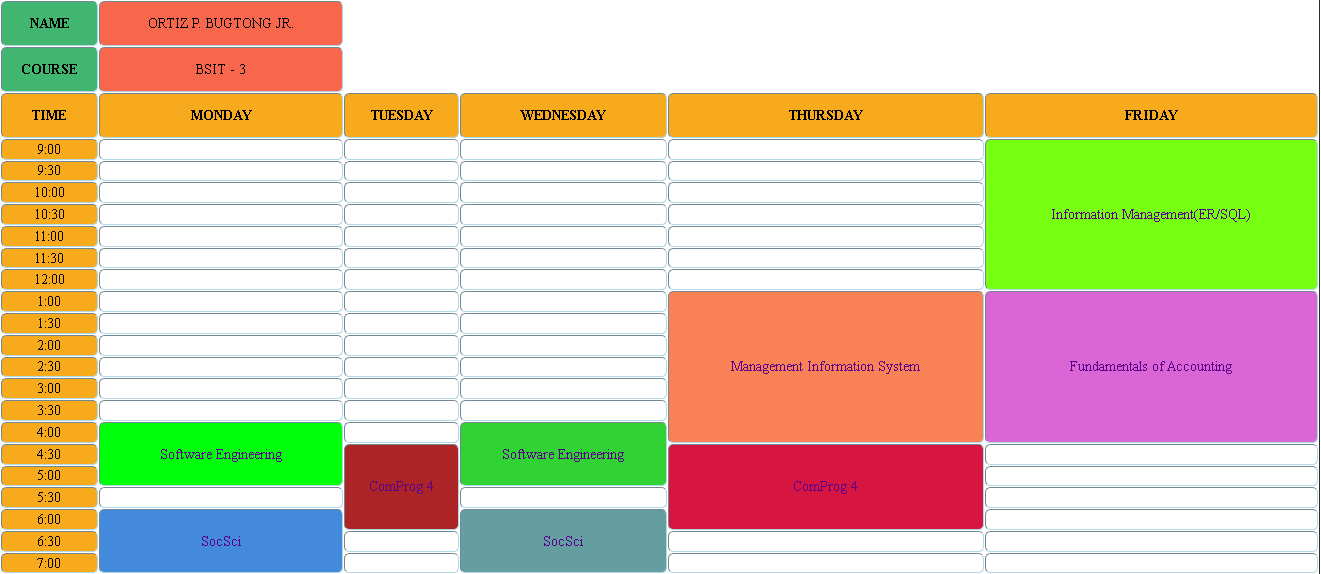 NAME ORTIZ P. BUGTONG JR.
COURSE BSIT - 3
TIME MONDAY TUESDAY WEDNESDAY THURSDAY FRIDAY
9:00
9:30
10:00
10:30 Information Management(ER/SQL)
11:00
11:30
12:00
1:00
1:30
2:00
2:30 Management Information System Fundamentals of Accounting
3:00
3:30
4:00
4:30 Software Engineering Software Engineering
5:00
ComProg 4 ComProg 4
5:30
6:00
6:30 SocSci SocSci
7:00